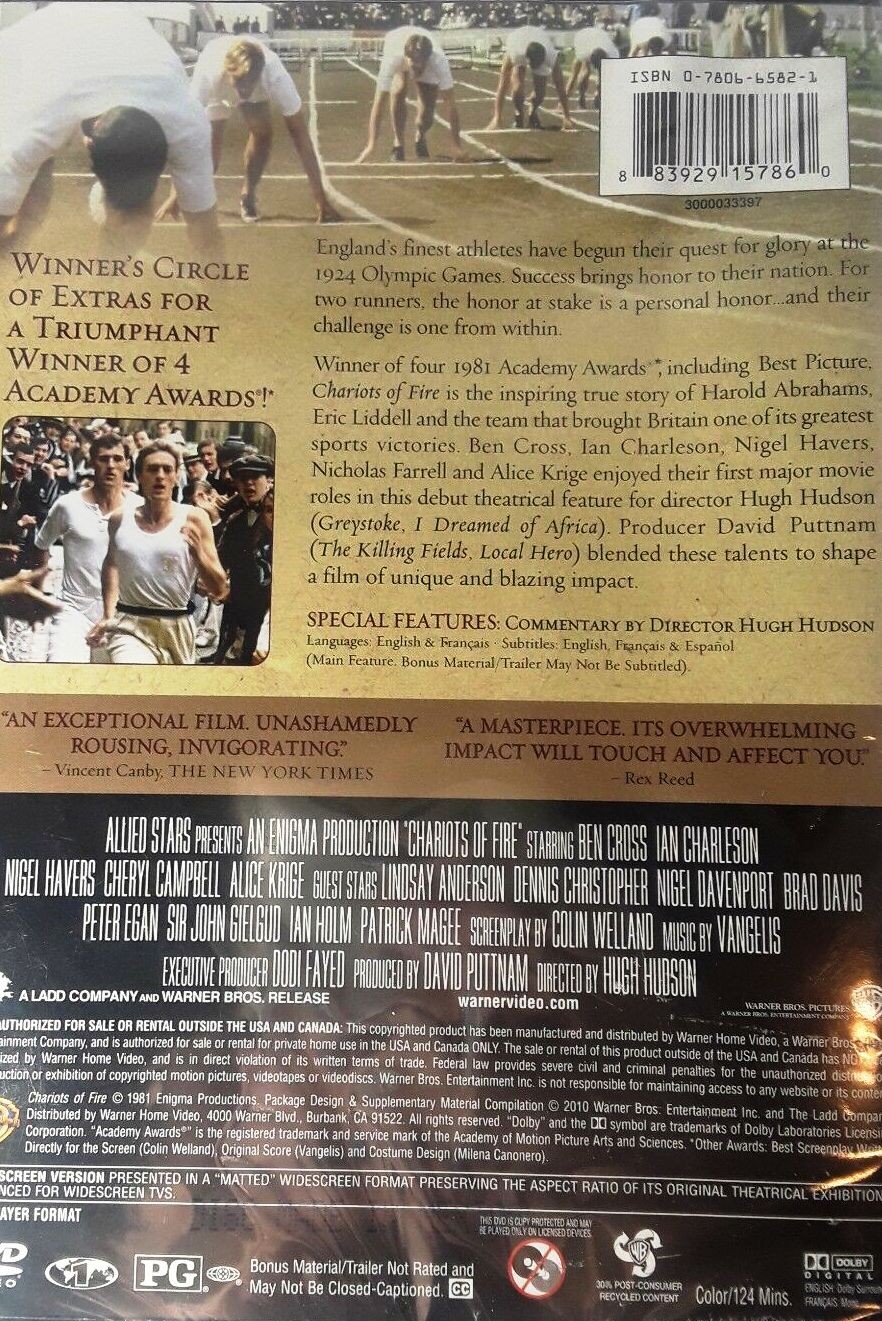 ISBN 0-7806-6582-1
8 83929 15786 0
3000033397
WINNER'S CIRCLE
OF EXTRAS FOR
A TRIUMPHANT
WINNER OF 4
ACADEMY AWARDS®!*
England's finest athletes have begun their quest for glory at the
1924 Olympic Games. Success brings honor to their nation. For
two runners, the honor at stake is a personal honor...and their
challenge is one from within.
Winner of four 1981 Academy Awards®*, including Best Picture,
Chariots of Fire is the inspiring true story of Harold Abrahams,
Eric Liddell and the team that brought Britain one of its greatest
sports victories. Ben Cross, Ian Charleson, Nigel Havers,
Nicholas Farrell and Alice Krige enjoyed their first major movie
roles in this debut theatrical feature for director Hugh Hudson
(Greystoke, I Dreamed of Africa). Producer David Puttnam
(The Killing Fields, Local Hero) blended these talents to shape
a film of unique and blazing impact.
SPECIAL FEATURES: COMMENTARY BY DIRECTOR HUGH HUDSON
Languages: English & Français · Subtitles: English, Français & Español
(Main Feature. Bonus Material/Trailer May Not Be Subtitled).
"AN EXCEPTIONAL FILM. UNASHAMEDLY
ROUSING, INVIGORATING."
– Vincent Canby, THE NEW YORK TIMES
"A MASTERPIECE. ITS OVERWHELMING
IMPACT WILL TOUCH AND AFFECT YOU."
– Rex Reed
ALLIED STARS PRESENTS AN ENIGMA PRODUCTION "CHARIOTS OF FIRE" STARRING BEN CROSS IAN CHARLESON
NIGEL HAVERS CHERYL CAMPBELL ALICE KRIGE GUEST STARS LINDSAY ANDERSON DENNIS CHRISTOPHER NIGEL DAVENPORT BRAD DAVIS
PETER EGAN SIR JOHN GIELGUD IAN HOLM PATRICK MAGEE SCREENPLAY BY COLIN WELLAND MUSIC BY VANGELIS
EXECUTIVE PRODUCER DODI FAYED PRODUCED BY DAVID PUTTNAM DIRECTED BY HUGH HUDSON
A LADD COMPANY AND WARNER BROS. RELEASE
warnervideo.com
WARNER BROS. PICTURES
A WARNER BROS. ENTERTAINMENT COMPANY
AUTHORIZED FOR SALE OR RENTAL OUTSIDE THE USA AND CANADA: This copyrighted product has been manufactured and distributed by Warner Home Video, a Warner Bros.
ainment Company, and is authorized for sale or rental for private home use in the USA and Canada ONLY. The sale or rental of this product outside of the USA and Canada has NO
ized by Warner Home Video, and is in direct violation of its written terms of trade. Federal law provides severe civil and criminal penalties for the unauthorized
uction or exhibition of copyrighted motion pictures, videotapes or videodiscs. Warner Bros. Entertainment Inc. is not responsible for maintaining access to any website or its conte
Chariots of Fire © 1981 Enigma Productions. Package Design & Supplementary Material Compilation © 2010 Warner Bros. Entertainment Inc. and The Ladd Compan
Distributed by Warner Home Video, 4000 Warner Blvd., Burbank, CA 91522. All rights reserved. "Dolby" and the DD symbol are trademarks of Dolby Laboratories Licensi
Corporation. "Academy Awards®" is the registered trademark and service mark of the Academy of Motion Picture Arts and Sciences. *Other Awards: Best Screenplay
Directly for the Screen (Colin Welland), Original Score (Vangelis) and Costume Design (Milena Canonero).
SCREEN VERSION PRESENTED IN A "MATTED" WIDESCREEN FORMAT PRESERVING THE ASPECT RATIO OF ITS ORIGINAL THEATRICAL EXHIBITION
NCED FOR WIDESCREEN TVS.
AYER FORMAT
THIS DVD IS COPY PROTECTED AND MAY
BE PLAYED ONLY ON LICENSED DEVICES.
1
PG
Bonus Material/Trailer Not Rated and
May Not Be Closed-Captioned. CC
30% POST-CONSUMER
RECYCLED CONTENT
Color/124 Mins.
DOLBY
DIGITAL
ENGLISH: Dolby Surroun
FRANÇAIS: Mono